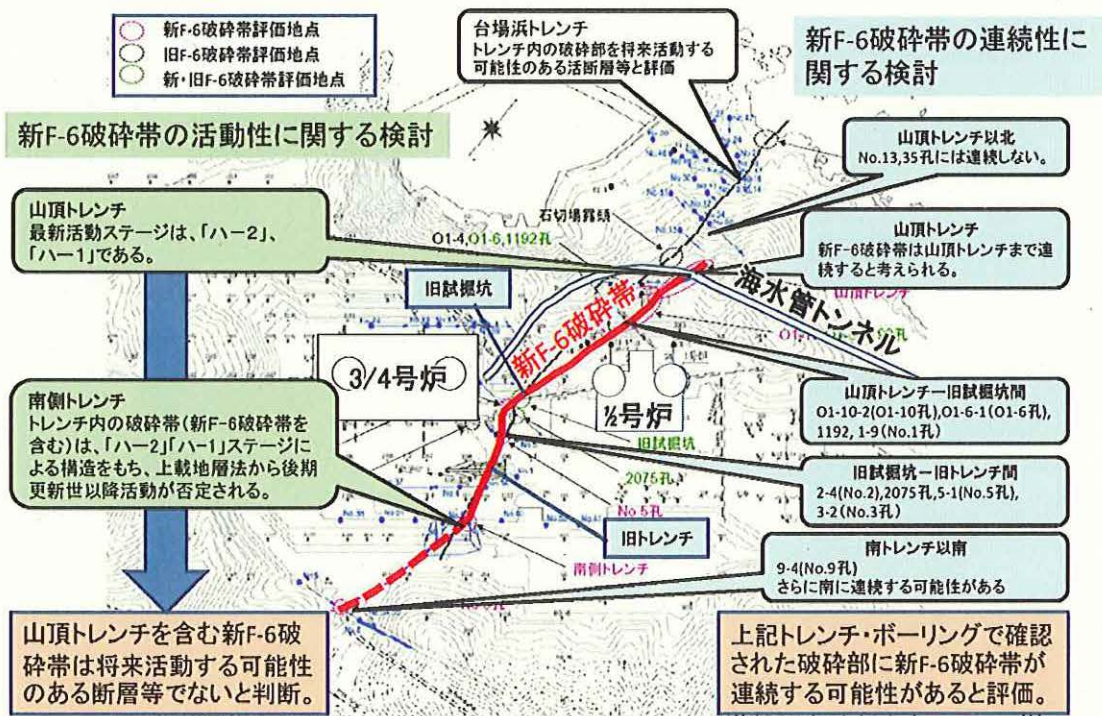 新F-6破砕帯評価地点
旧F-6破砕帯評価地点
新・旧F-6破砕帯評価地点
台場浜トレンチ
トレンチ内の破砕部を将来活動する
可能性のある活断層等と評価
新F-6破砕帯の連続性に
関する検討
新F-6破砕帯の活動性に関する検討
山頂トレンチ以北
No.13,35孔には連続しない。
山頂トレンチ
最新活動ステージは、「ハー2」、
「ハー1」である。
石切場露頭
O1-4,O1-6,1192孔
山頂トレンチ
新F-6破砕帯は山頂トレンチまで連
続すると考えられる。
山頂トレンチ
旧試掘坑
新F-6破砕帯
海水管トンネル
3/4号炉
½号炉
山頂トレンチー旧試掘坑間
O1-10-2(O1-10孔),O1-6-1(O1-6孔),
1192, 1-9(No.1孔)
南側トレンチ
トレンチ内の破砕帯(新F-6破砕帯を
含む)は、「ハー2」「ハー1」ステージ
による構造をもち、上載地層法から後期
更新世以降活動が否定される。
旧試掘坑
2075孔
旧試掘坑ー旧トレンチ間
2-4(No.2),2075孔,5-1(No.5孔),
3-2(No.3孔)
No.5孔
旧トレンチ
南側トレンチ
南トレンチ以南
9-4(No.9孔)
さらに南に連続する可能性がある
山頂トレンチを含む新F-6破
砕帯は将来活動する可能性
のある断層等でないと判断。
上記トレンチ・ボーリングで確認
された破砕部に新F-6破砕帯が
連続する可能性があると評価。